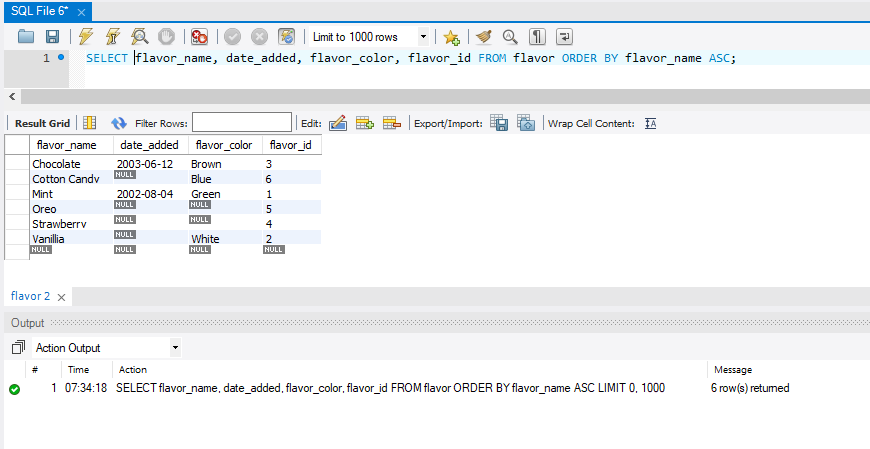 SQL File 6*
Limit to 1000 rows
1 SELECT flavor_name, date_added, flavor_color, flavor_id FROM flavor ORDER BY flavor_name ASC;
Result Grid Filter Rows: Edit: Export/Import: Wrap Cell Content:
flavor_name date_added flavor_color flavor_id
Chocolate 2003-06-12 Brown 3
Cotton Candy NULL Blue 6
Mint 2002-08-04 Green 1
Oreo NULL NULL 5
Strawberry NULL NULL 4
Vanillia NULL White 2
NULL NULL NULL NULL
flavor 2
Output
Action Output
# Time Action Message
1 07:34:18 SELECT flavor_name, date_added, flavor_color, flavor_id FROM flavor ORDER BY flavor_name ASC LIMIT 0, 1000 6 row(s) returned